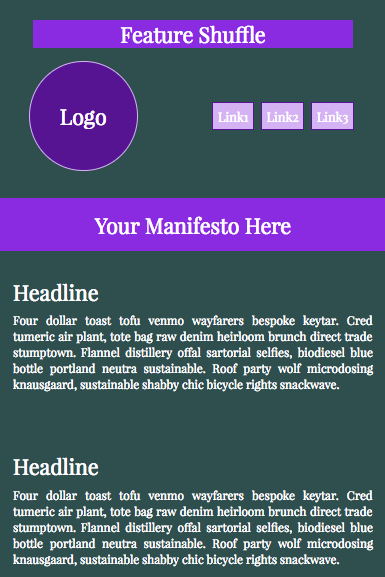 Feature Shuffle
Logo
Link1 Link2 Link3
Your Manifesto Here
Headline
Four dollar toast tofu venmo wayfarers bespoke keytar. Cred
tumeric air plant, tote bag raw denim heirloom brunch direct trade
stumptown. Flannel distillery offal sartorial selfies, biodiesel blue
bottle portland neutra sustainable. Roof party wolf microdosing
knausgaard, sustainable shabby chic bicycle rights snackwave.
Headline
Four dollar toast tofu venmo wayfarers bespoke keytar. Cred
tumeric air plant, tote bag raw denim heirloom brunch direct trade
stumptown. Flannel distillery offal sartorial selfies, biodiesel blue
bottle portland neutra sustainable. Roof party wolf microdosing
knausgaard, sustainable shabby chic bicycle rights snackwave.